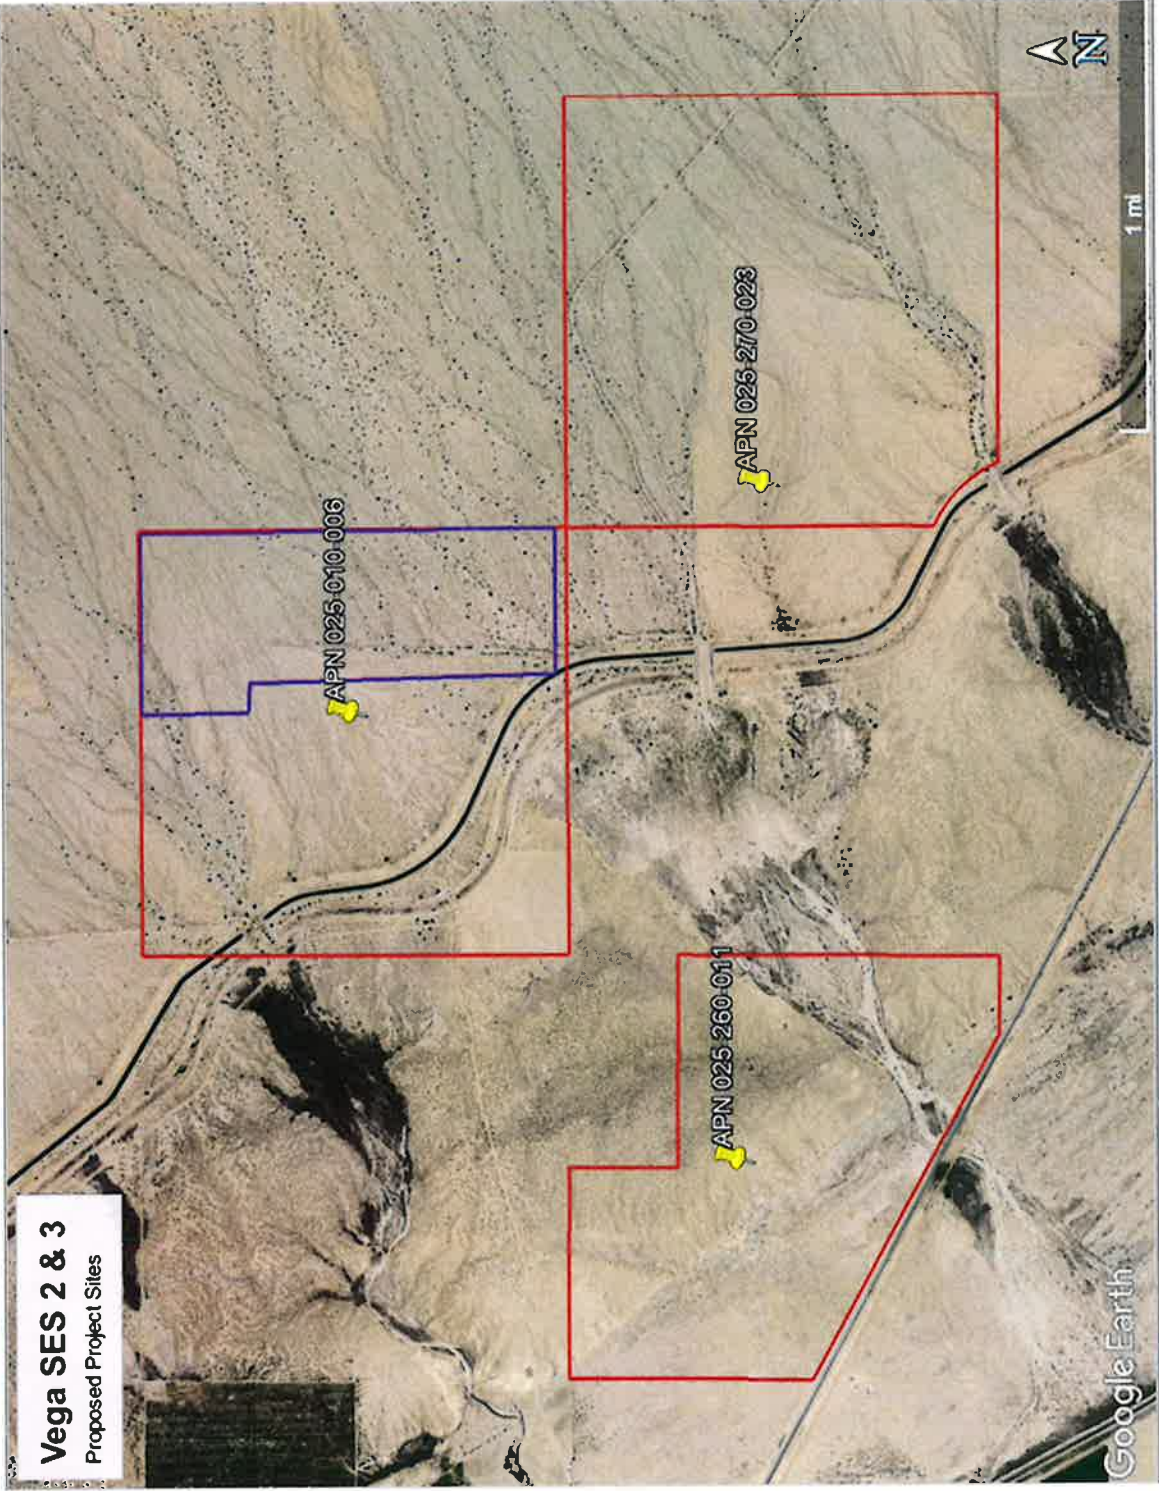 Vega SES 2 & 3
Proposed Project Sites
N
APN 025-010-006
APN 025-270-023
APN 025-260-011
Google Earth
1 mi